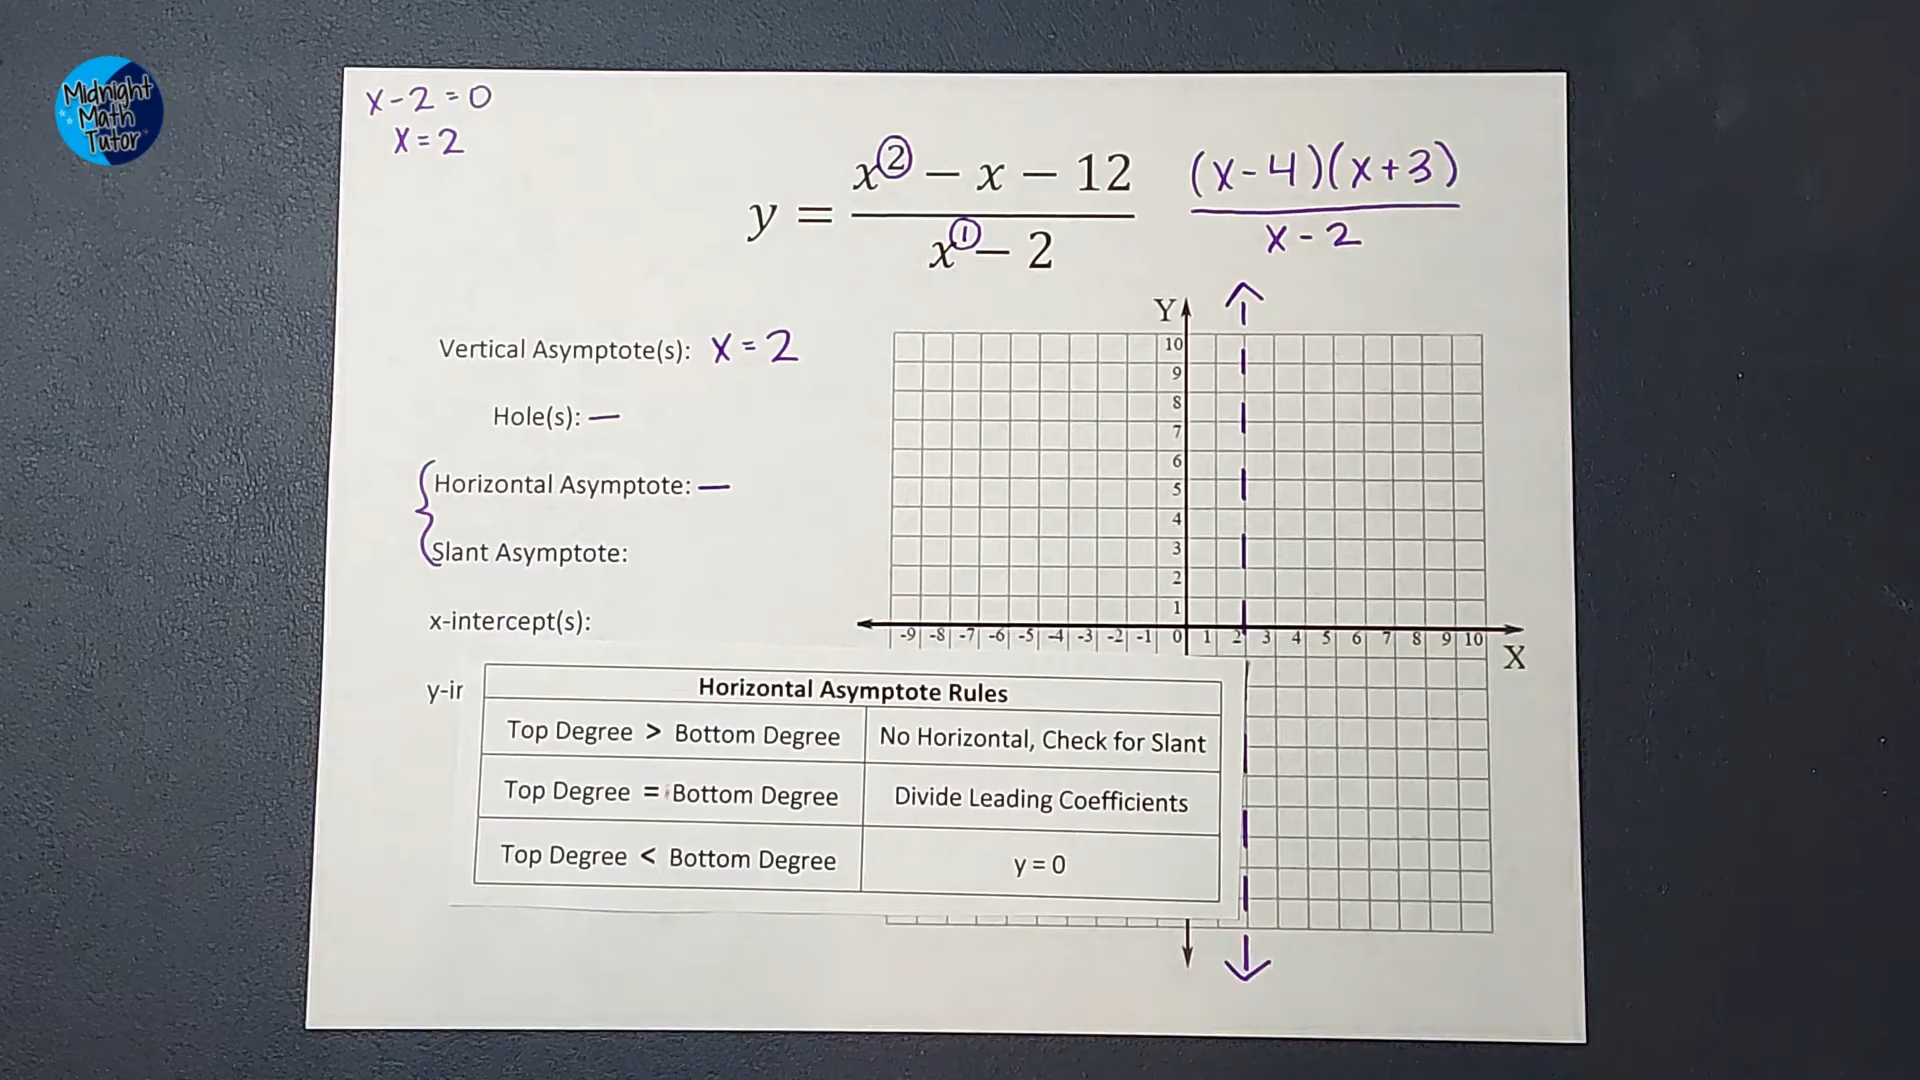 Midnight
Math
Tutor
x-2=0
x=2
y = x² − x − 12 / x¹ − 2
(x-4)(x+3) / x-2
Vertical Asymptote(s): x=2
Hole(s): —
Horizontal Asymptote: —
Slant Asymptote:
x-intercept(s):
y-in
Y
10
9
8
7
6
5
4
3
2
1
-9 -8 -7 -6 -5 -4 -3 -2 -1 0 1 2 3 4 5 6 7 8 9 10
X
Horizontal Asymptote Rules
Top Degree > Bottom Degree No Horizontal, Check for Slant
Top Degree = Bottom Degree Divide Leading Coefficients
Top Degree < Bottom Degree y = 0